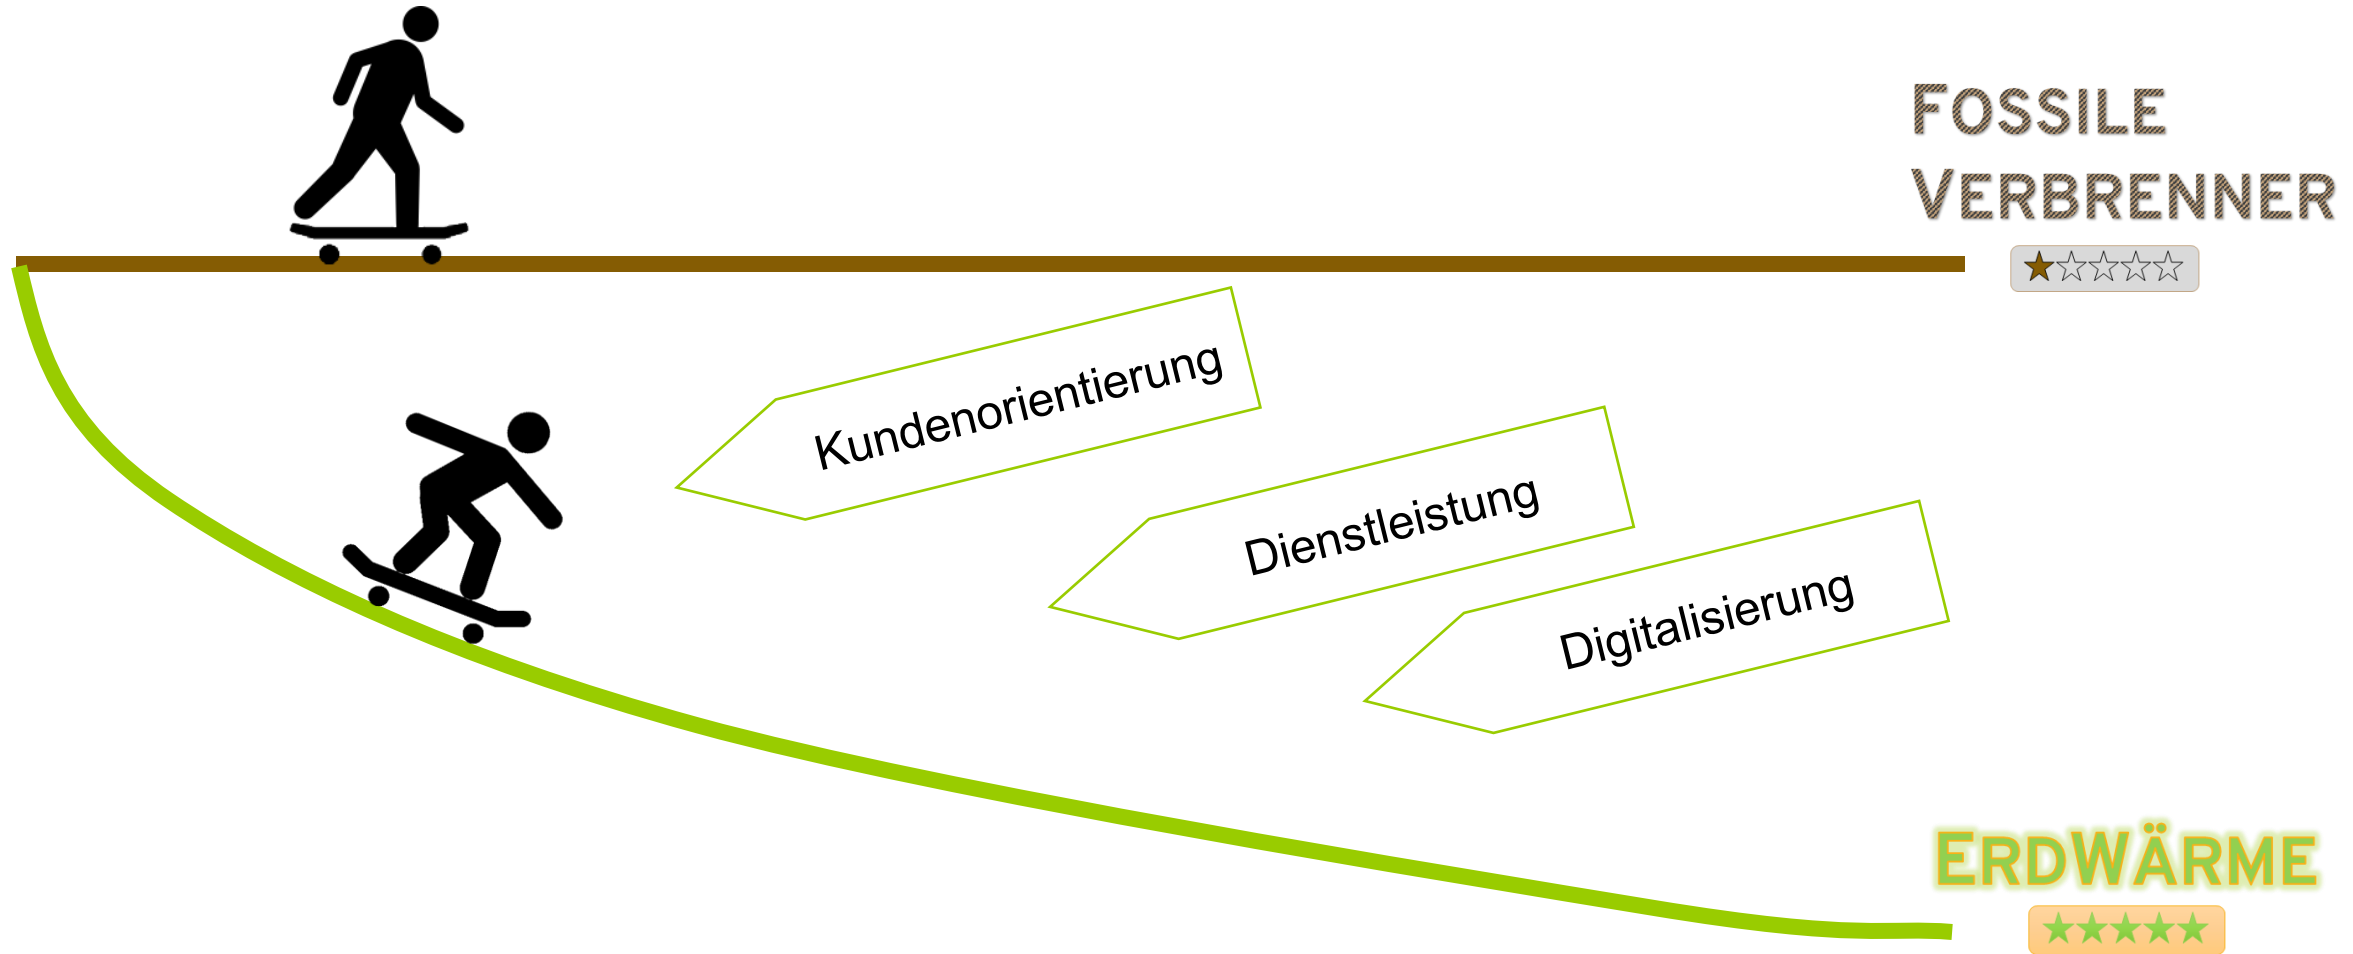 FOSSILE
VERBRENNER
Kundenorientierung
Dienstleistung
Digitalisierung
ERDWÄRME